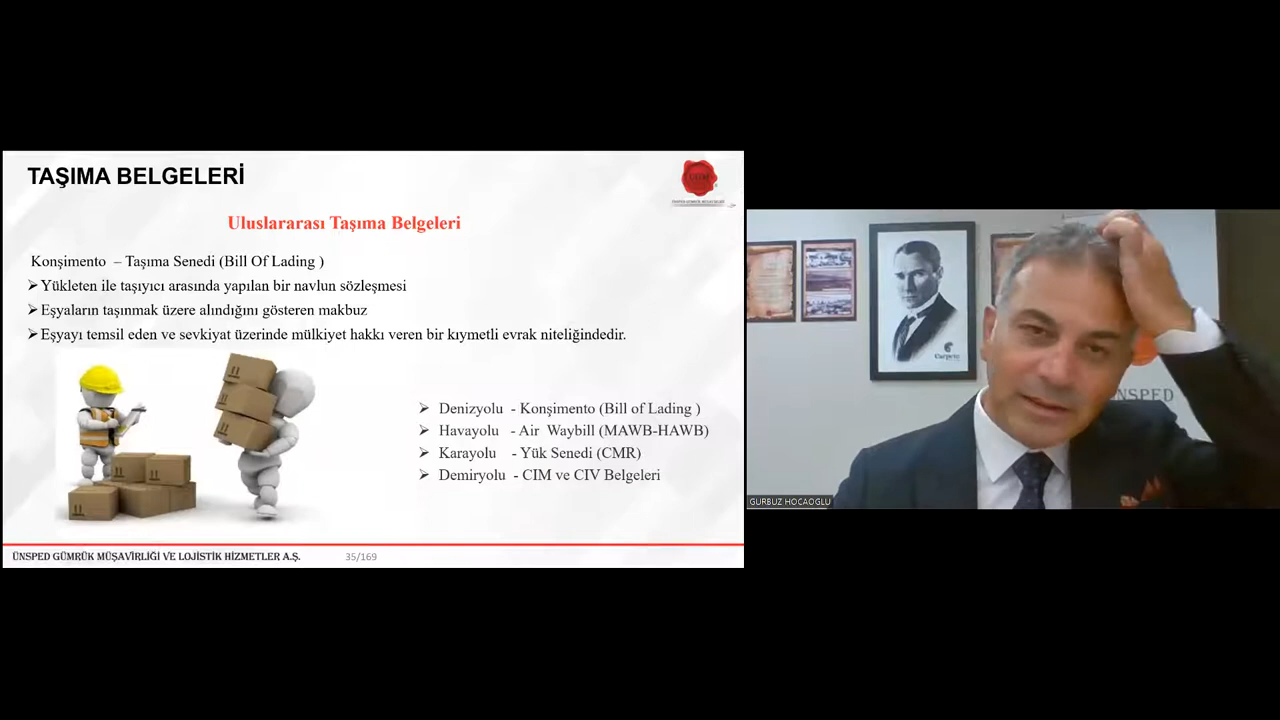 TAŞIMA BELGELERİ
UGM
Uluslararası Taşıma Belgeleri
Konşimento – Taşıma Senedi (Bill Of Lading )
➢ Yükleten ile taşıyıcı arasında yapılan bir navlun sözleşmesi
➢ Eşyaların taşınmak üzere alındığını gösteren makbuz
➢ Eşyayı temsil eden ve sevkiyat üzerinde mülkiyet hakkı veren bir kıymetli evrak niteliğindedir.
➢ Denizyolu - Konşimento (Bill of Lading )
➢ Havayolu - Air Waybill (MAWB-HAWB)
➢ Karayolu - Yük Senedi (CMR)
➢ Demiryolu - CIM ve CIV Belgeleri
ÜNSPED GÜMRÜK MÜŞAVİRLİĞİ VE LOJİSTİK HİZMETLER A.Ş. 35/169
NSPED
GURBUZ HOCAOGLU